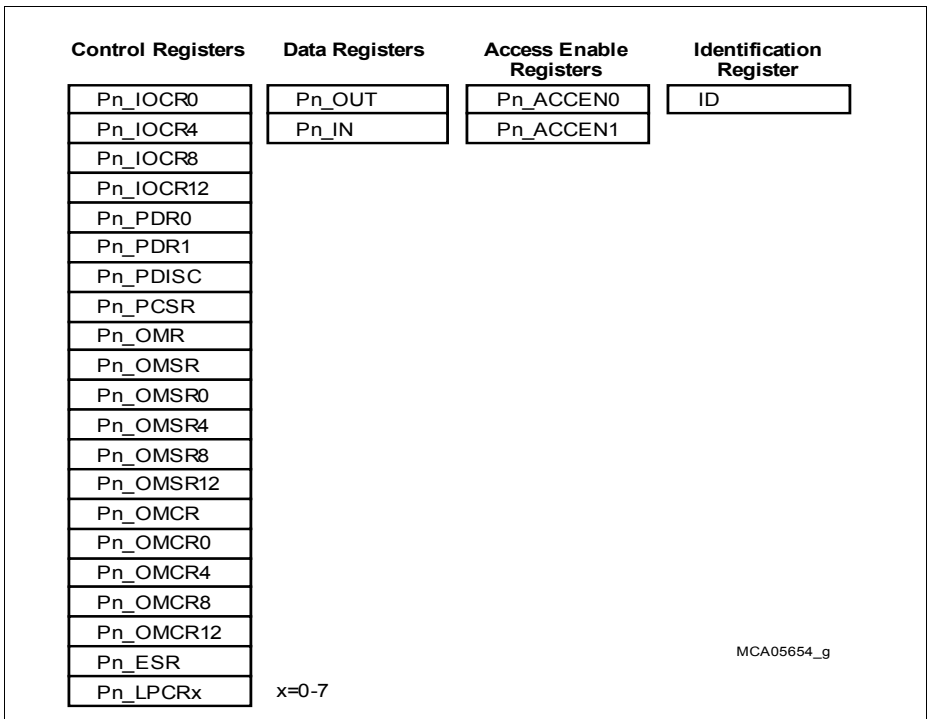 Control Registers
Data Registers
Access Enable
Registers
Identification
Register
Pn_IOCR0
Pn_OUT
Pn_ACCEN0
ID
Pn_IOCR4
Pn_IN
Pn_ACCEN1
Pn_IOCR8
Pn_IOCR12
Pn_PDR0
Pn_PDR1
Pn_PDISC
Pn_PCSR
Pn_OMR
Pn_OMSR
Pn_OMSR0
Pn_OMSR4
Pn_OMSR8
Pn_OMSR12
Pn_OMCR
Pn_OMCR0
Pn_OMCR4
Pn_OMCR8
Pn_OMCR12
Pn_ESR
Pn_LPCRx
x=0-7
MCA05654_g